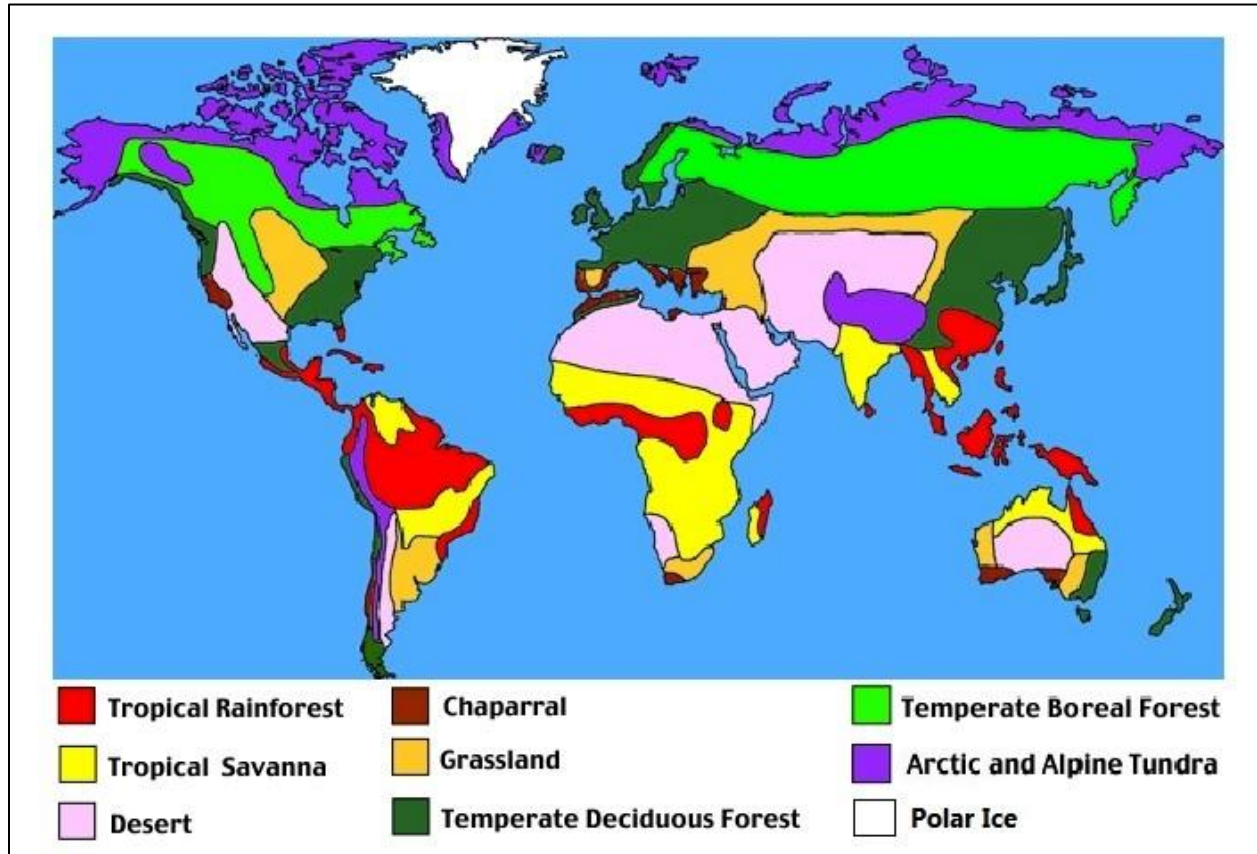 Tropical Rainforest
Tropical Savanna
Desert
Chaparral
Grassland
Temperate Deciduous Forest
Temperate Boreal Forest
Arctic and Alpine Tundra
Polar Ice